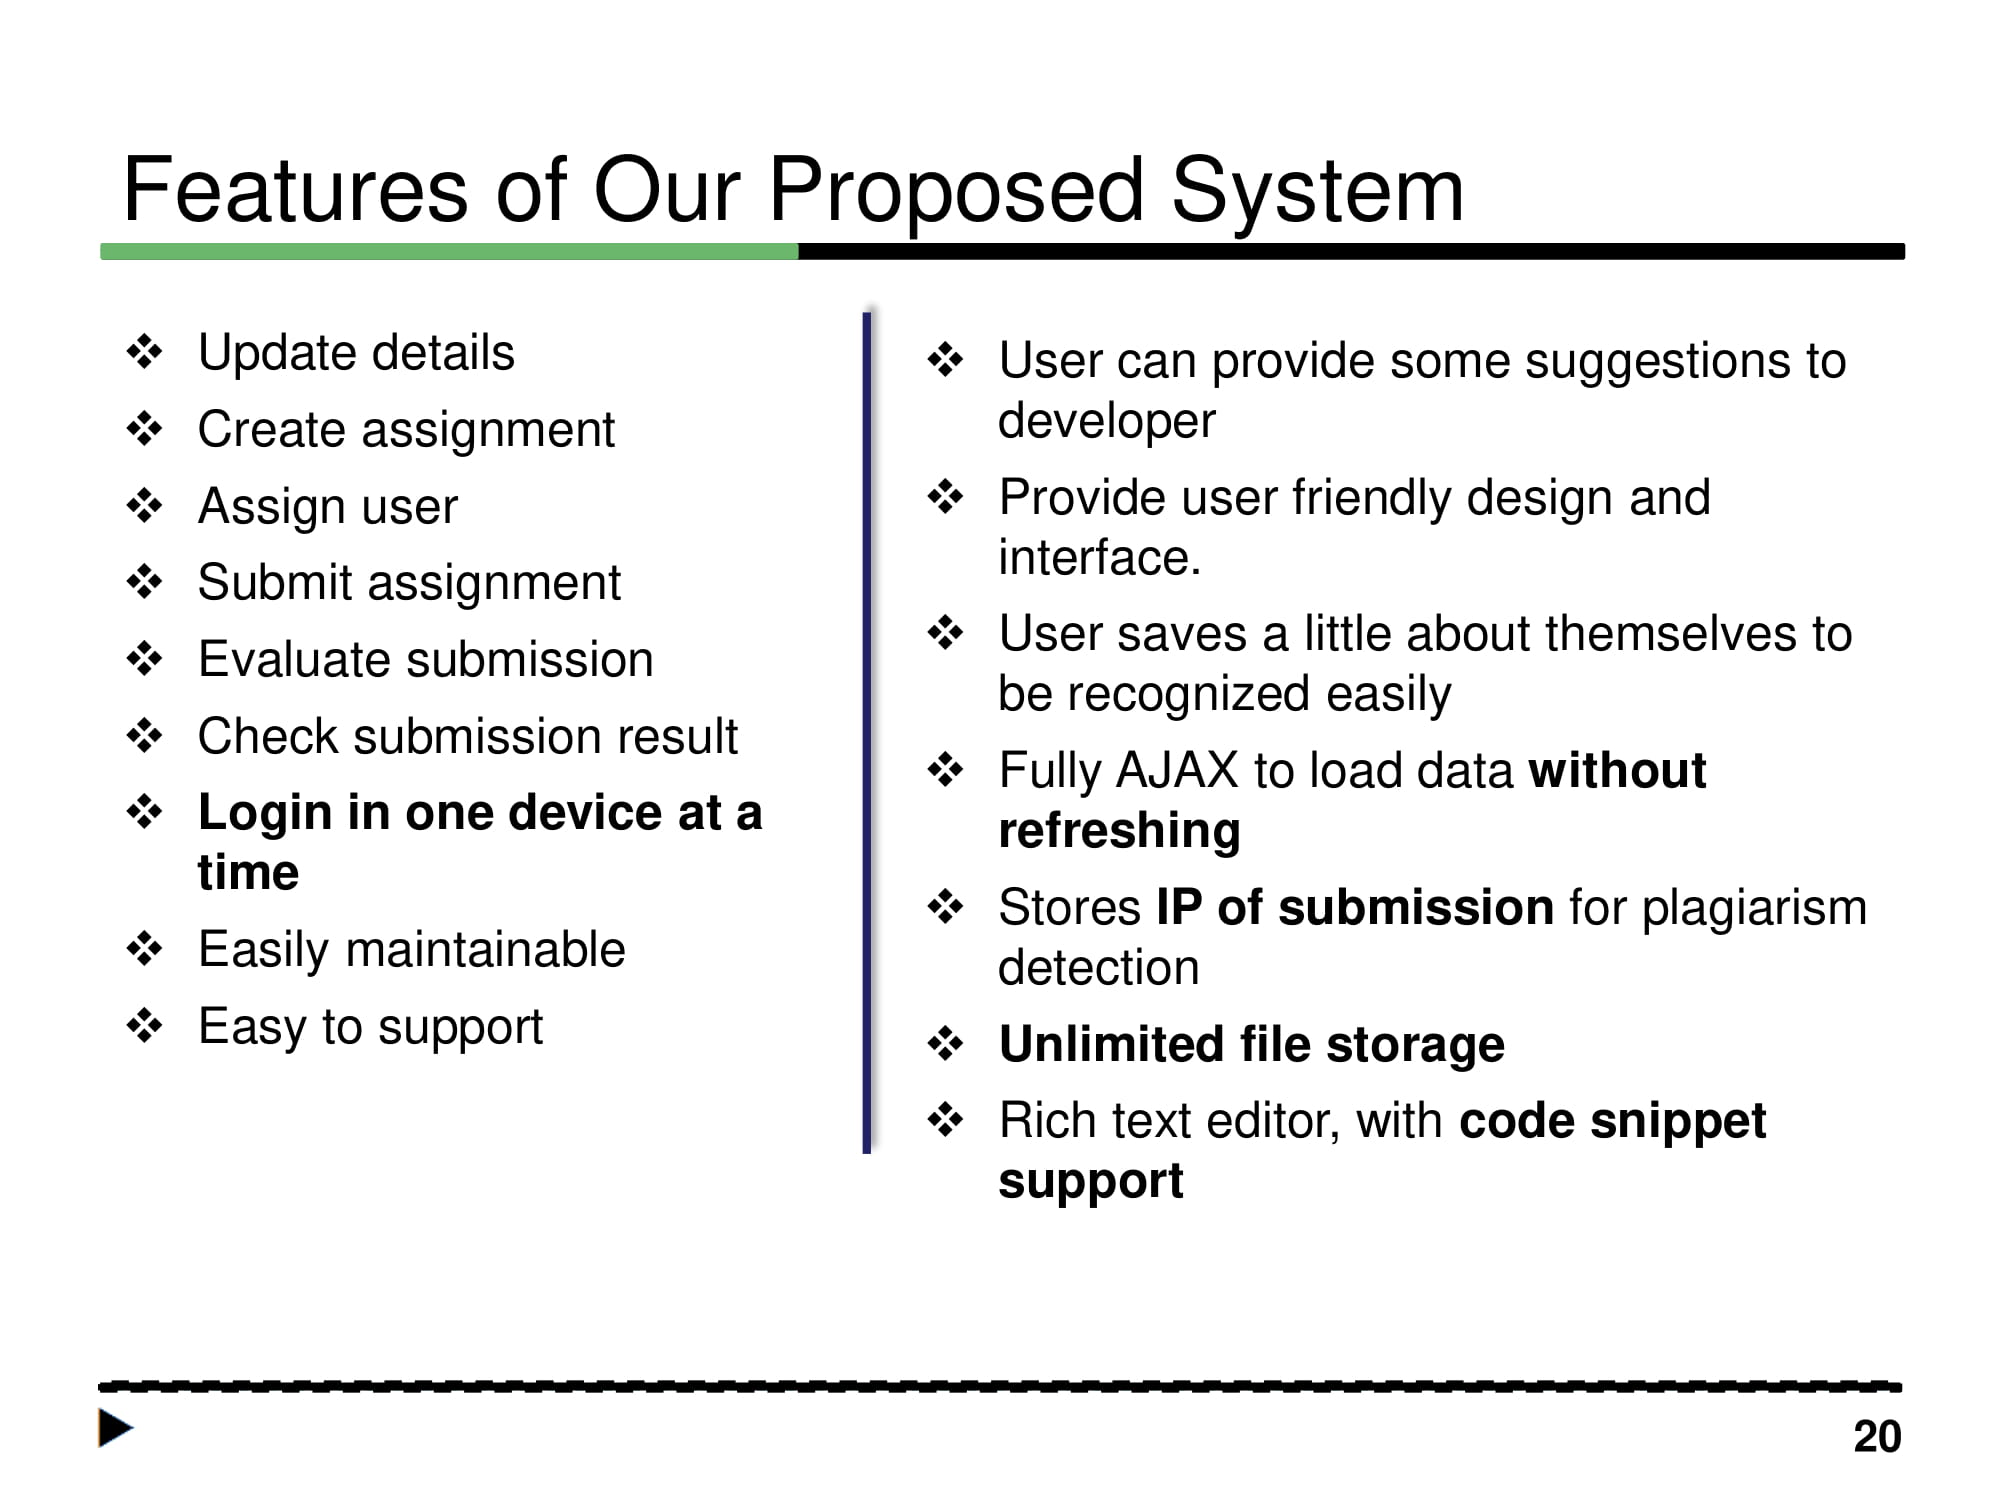 Features of Our Proposed System
❖ Update details
❖ Create assignment
❖ Assign user
❖ Submit assignment
❖ Evaluate submission
❖ Check submission result
❖ Login in one device at a
time
❖ Easily maintainable
❖ Easy to support
❖ User can provide some suggestions to
developer
❖ Provide user friendly design and
interface.
❖ User saves a little about themselves to
be recognized easily
❖ Fully AJAX to load data without
refreshing
❖ Stores IP of submission for plagiarism
detection
❖ Unlimited file storage
❖ Rich text editor, with code snippet
support
20